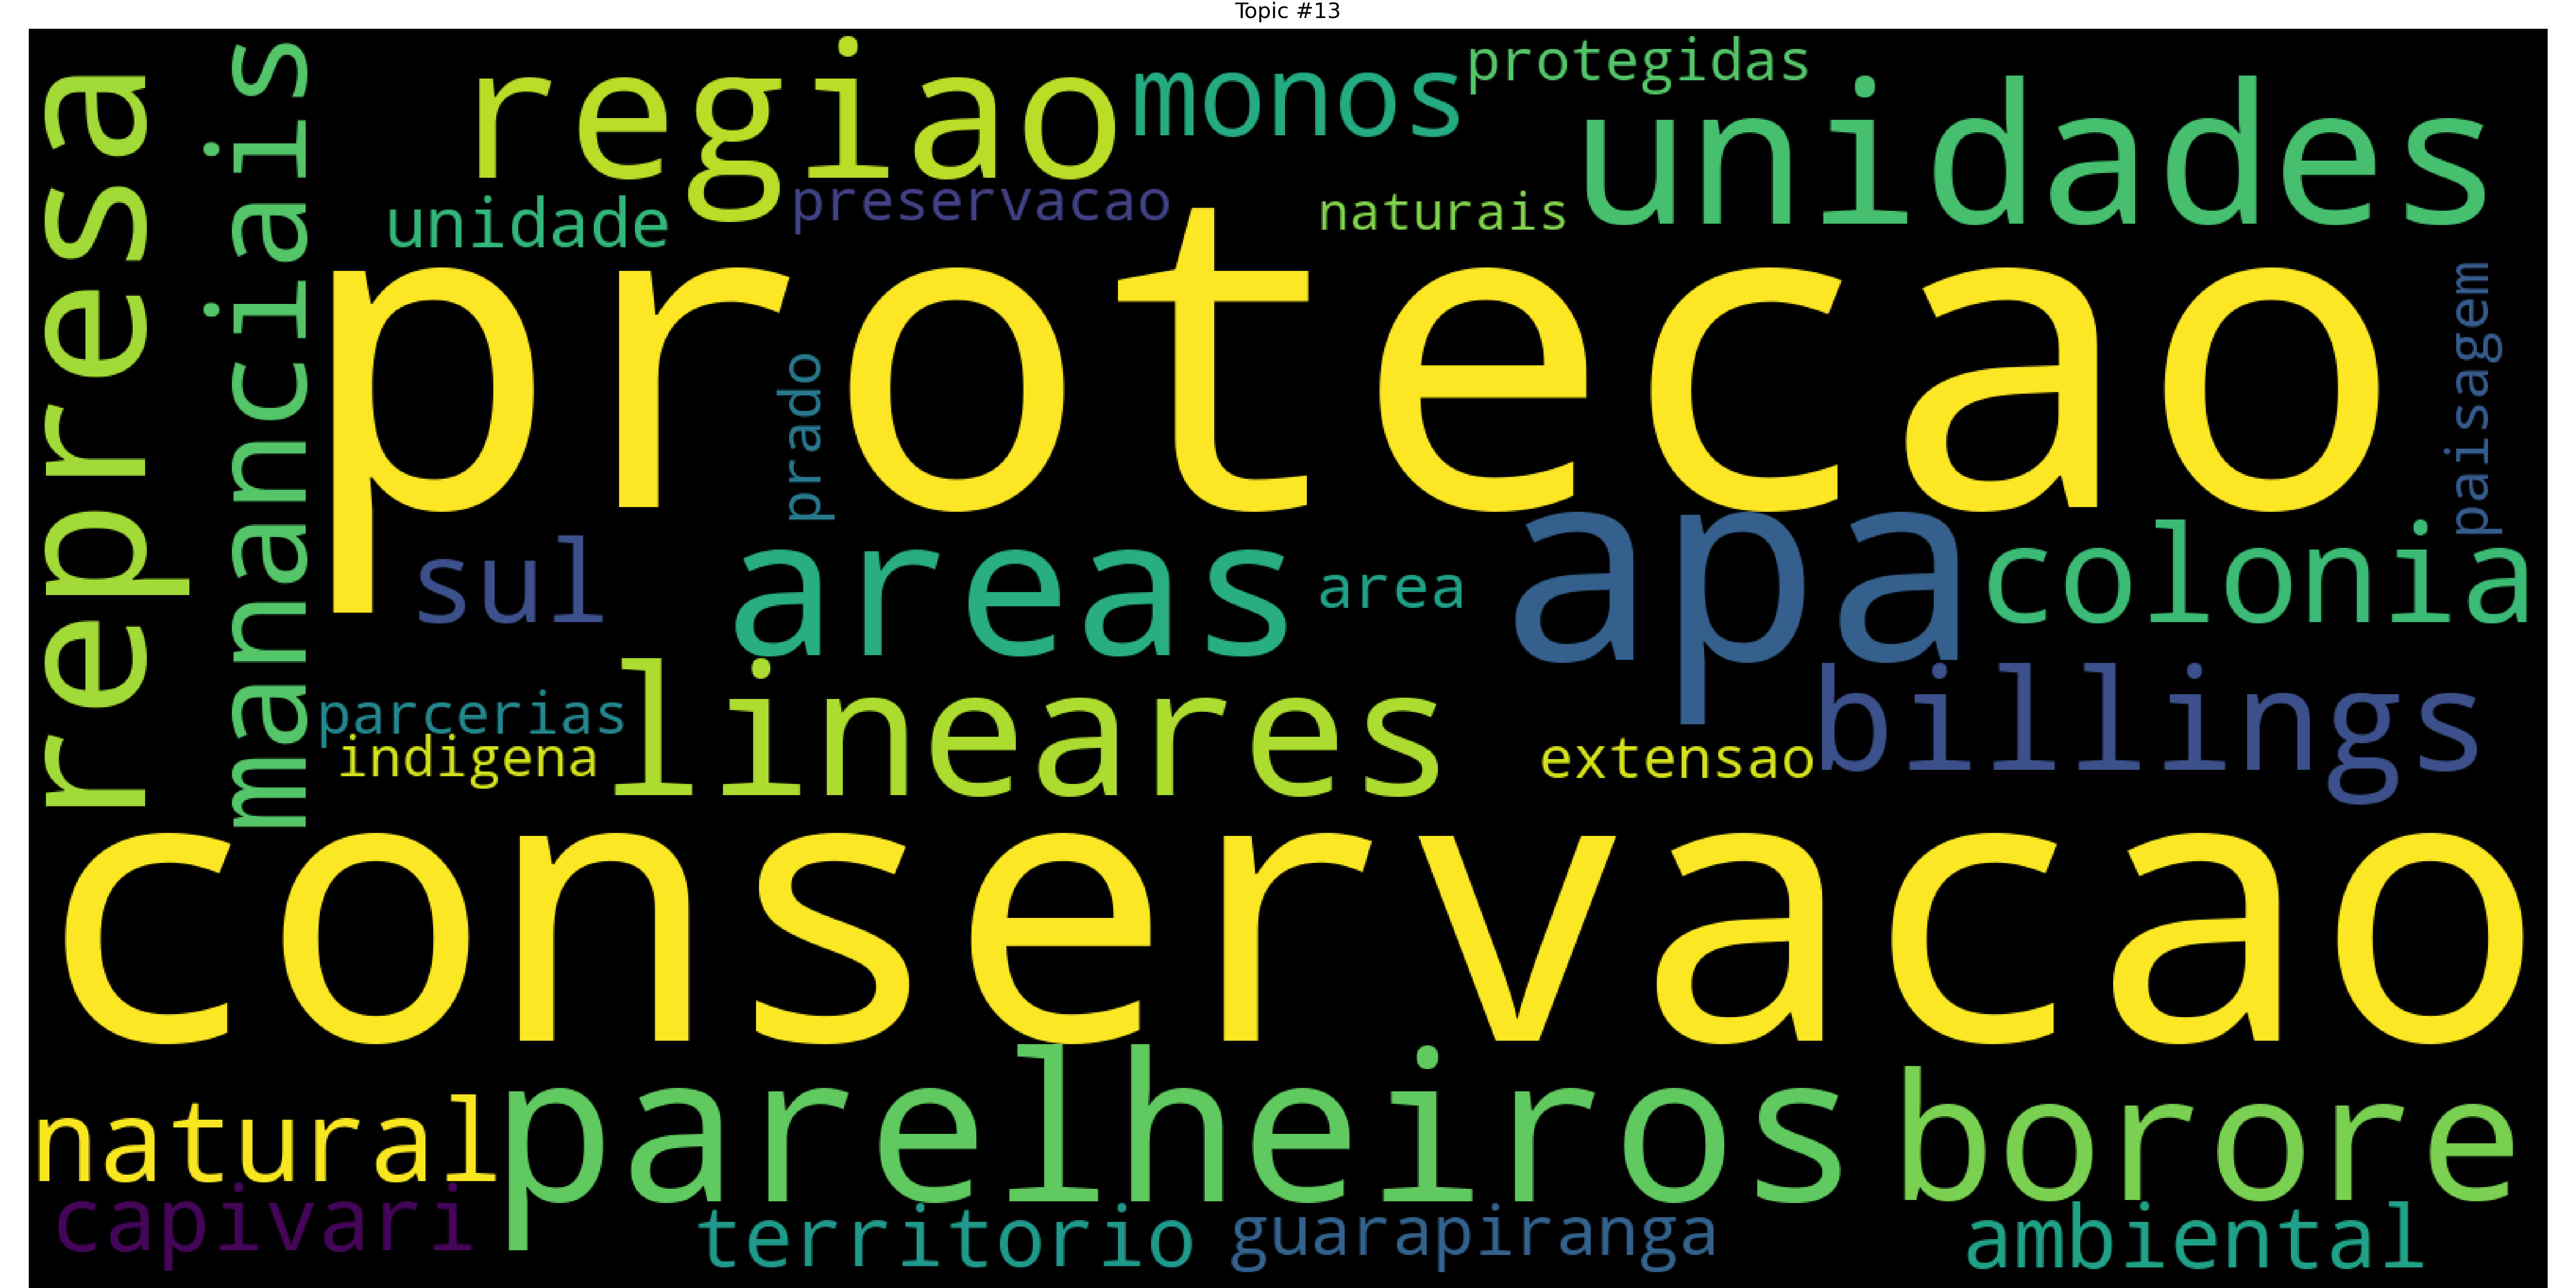 Topic #13
represa
mananciais
regiao
monos
protegidas
unidades
unidade
preservacao
naturais
protecao
prado
paisagem
sul
areas
area
apa
colonia
parcerias
indigena
lineares
extensao
billings
conservacao
natural
parelheiros
borore
capivari
territorio
guarapiranga
ambiental